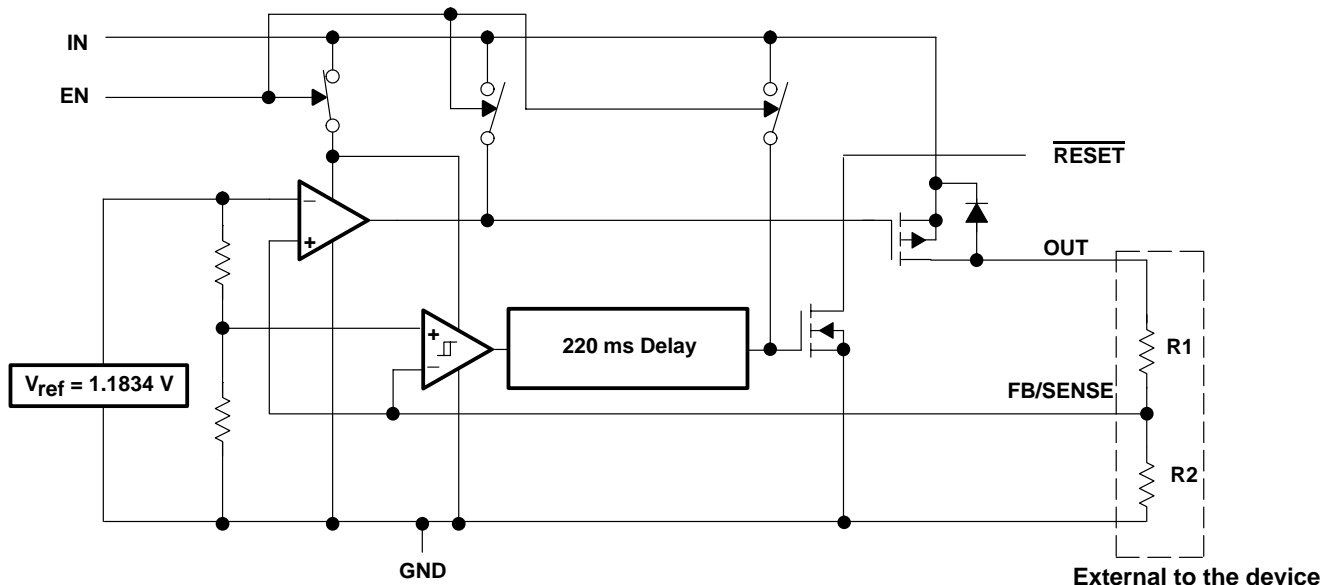 IN
EN
RESET
−
+
OUT
+
−
220 ms Delay
R1
Vref = 1.1834 V
FB/SENSE
R2
GND
External to the device